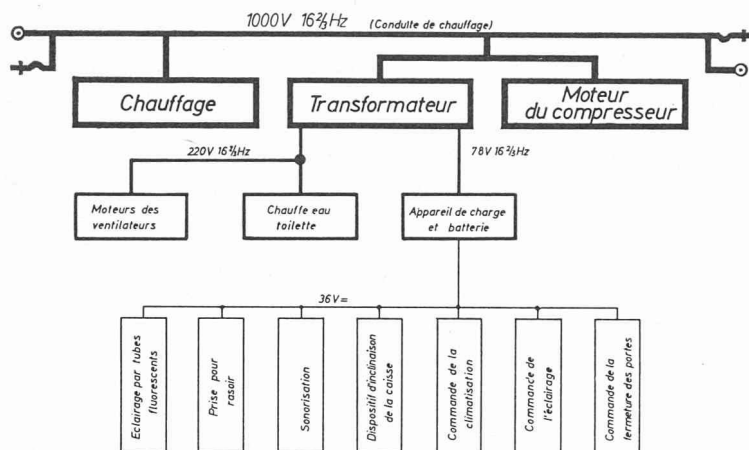 1000V 16⅔Hz (Conduite de chauffage)
Chauffage
Transformateur
Moteur
du compresseur
220V 16⅔Hz
78V 16⅔Hz
Moteurs des
ventilateurs
Chauffe eau
toilette
Appareil de charge
et batterie
36V=
Eclairage par tubes
fluorescents
Prise pour
rasoir
Sonorisation
Dispositif d'inclinaison
de la caisse
Commande de la
climatisation
Commande de
l'éclairage
Commande de la
fermeture des portes